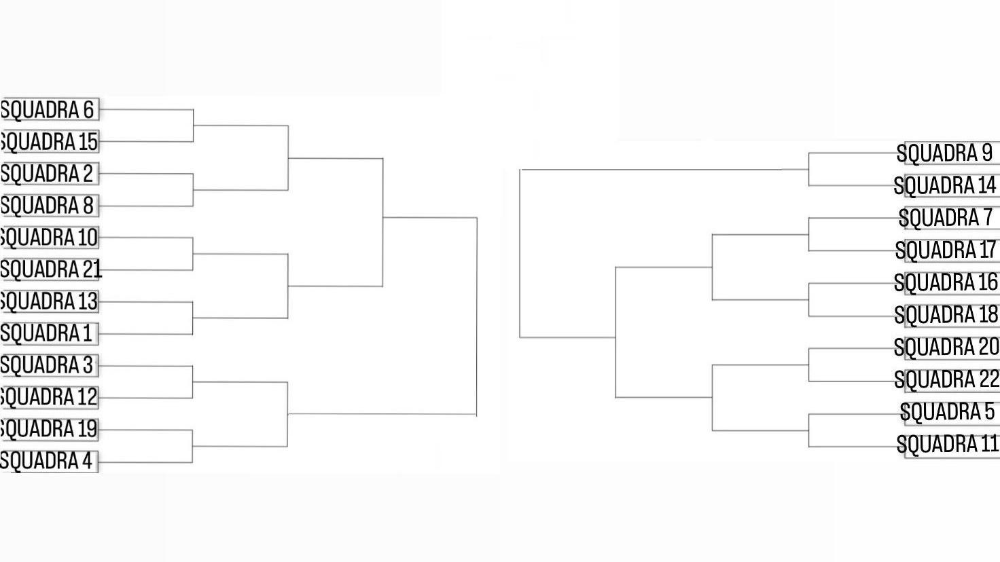 SQUADRA 6
SQUADRA 15
SQUADRA 2
SQUADRA 8
SQUADRA 10
SQUADRA 21
SQUADRA 13
SQUADRA 1
SQUADRA 3
SQUADRA 12
SQUADRA 19
SQUADRA 4
SQUADRA 9
SQUADRA 14
SQUADRA 7
SQUADRA 17
SQUADRA 16
SQUADRA 18
SQUADRA 20
SQUADRA 22
SQUADRA 5
SQUADRA 11